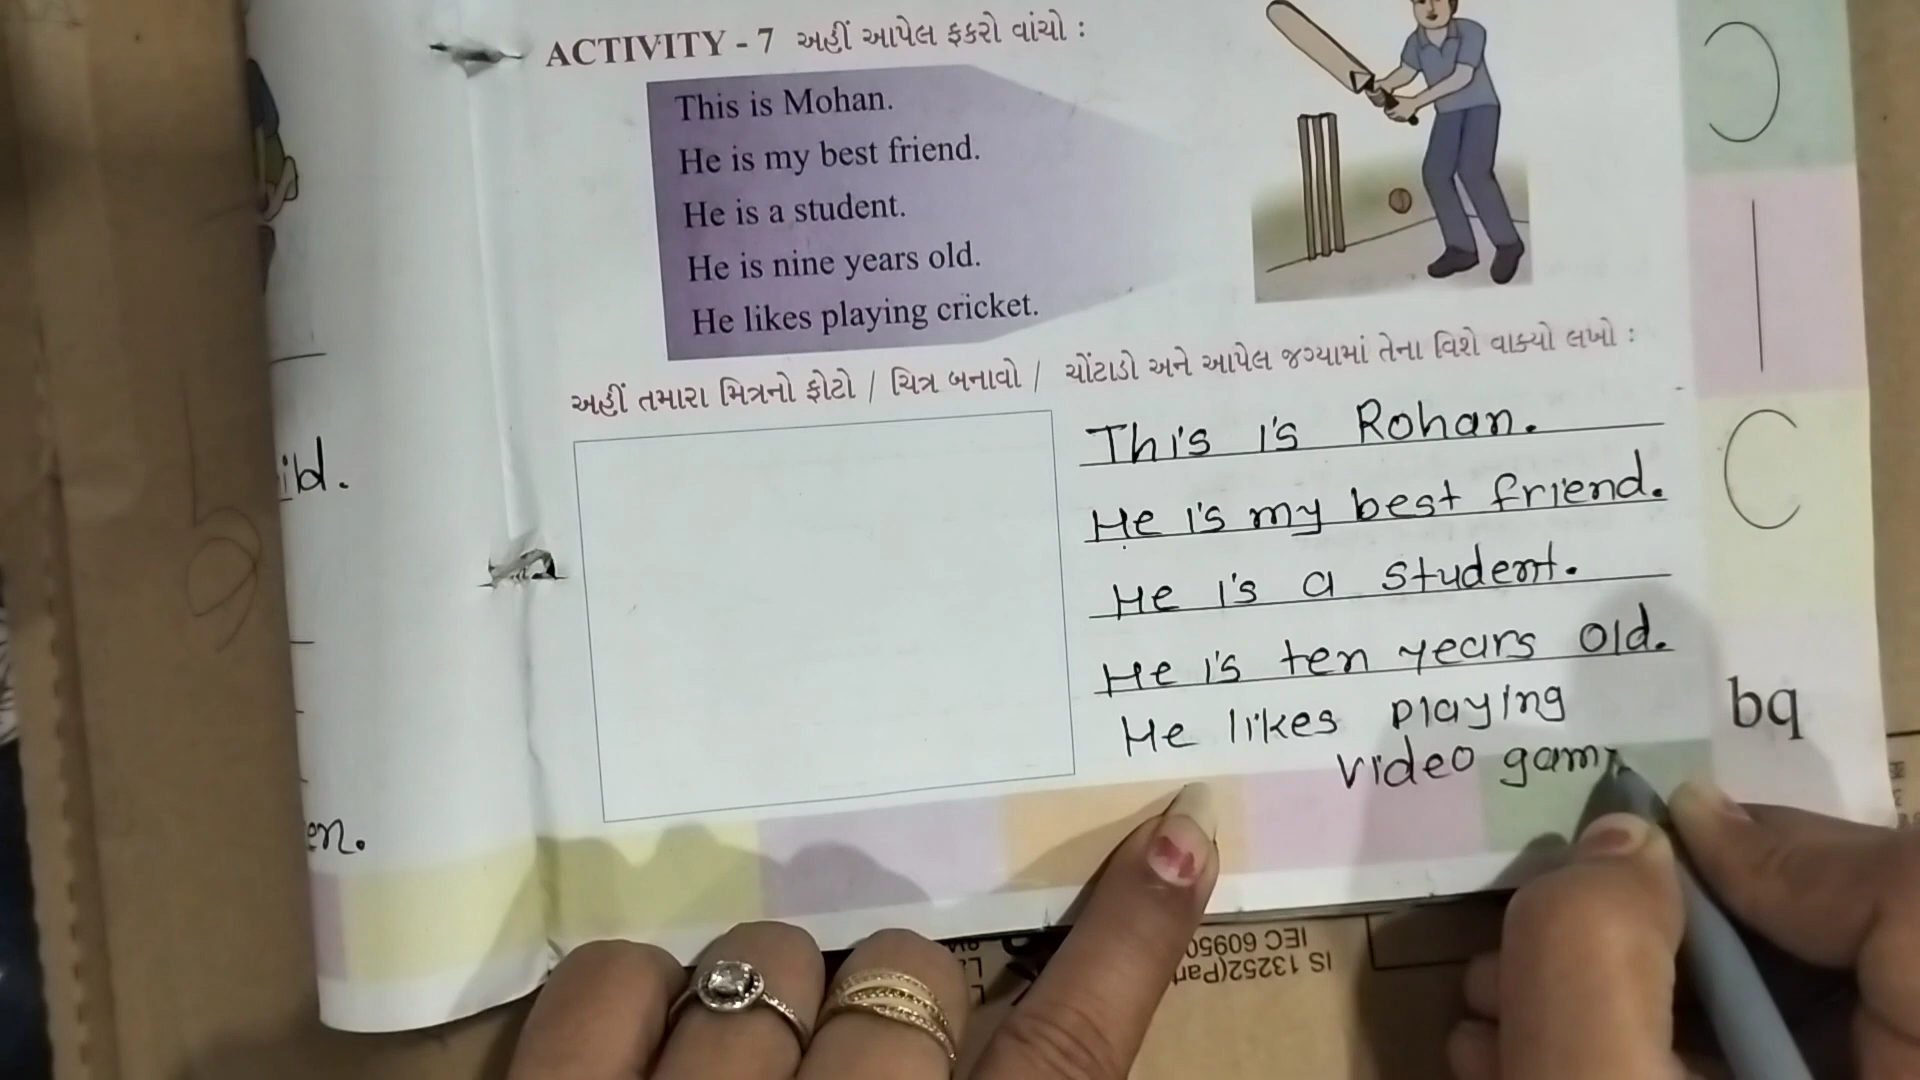 ACTIVITY - 7 અહીં આપેલ ફકરો વાંચો :
This is Mohan.
He is my best friend.
He is a student.
He is nine years old.
He likes playing cricket.
અહીં તમારા મિત્રનો ફોટો / ચિત્ર બનાવો / ચોંટાડો અને આપેલ જગ્યામાં તેના વિશે વાક્યો લખો :
This is Rohan.
He is my best friend.
He is a student.
He is ten years old.
He likes playing
video gam
bq
en.
IS 13252(Part
IEC 60950